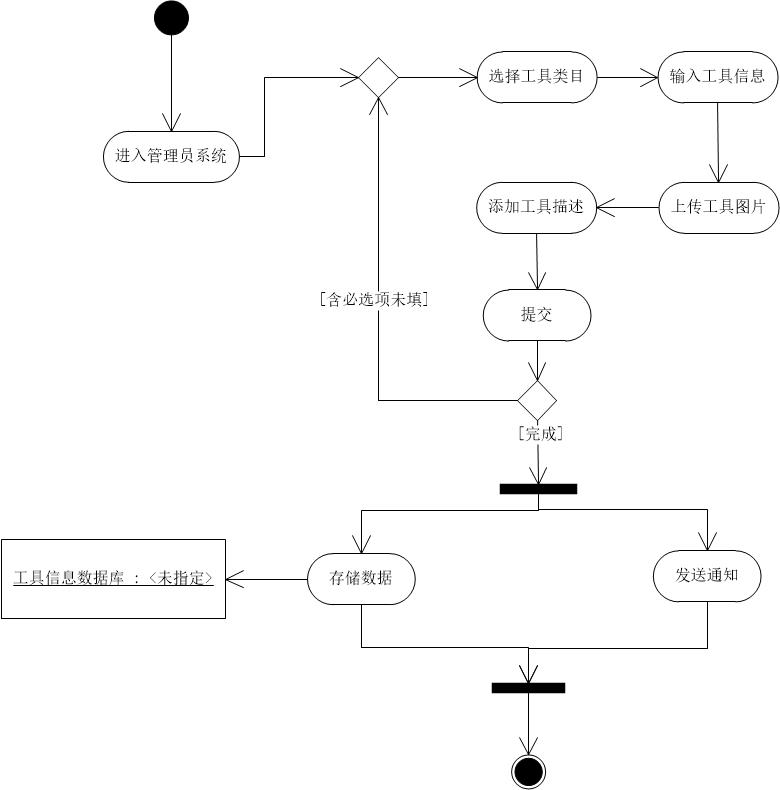 选择工具类目
输入工具信息
进入管理员系统
添加工具描述
上传工具图片
[含必选项未填]
提交
[完成]
工具信息数据库 : <未指定>
存储数据
发送通知